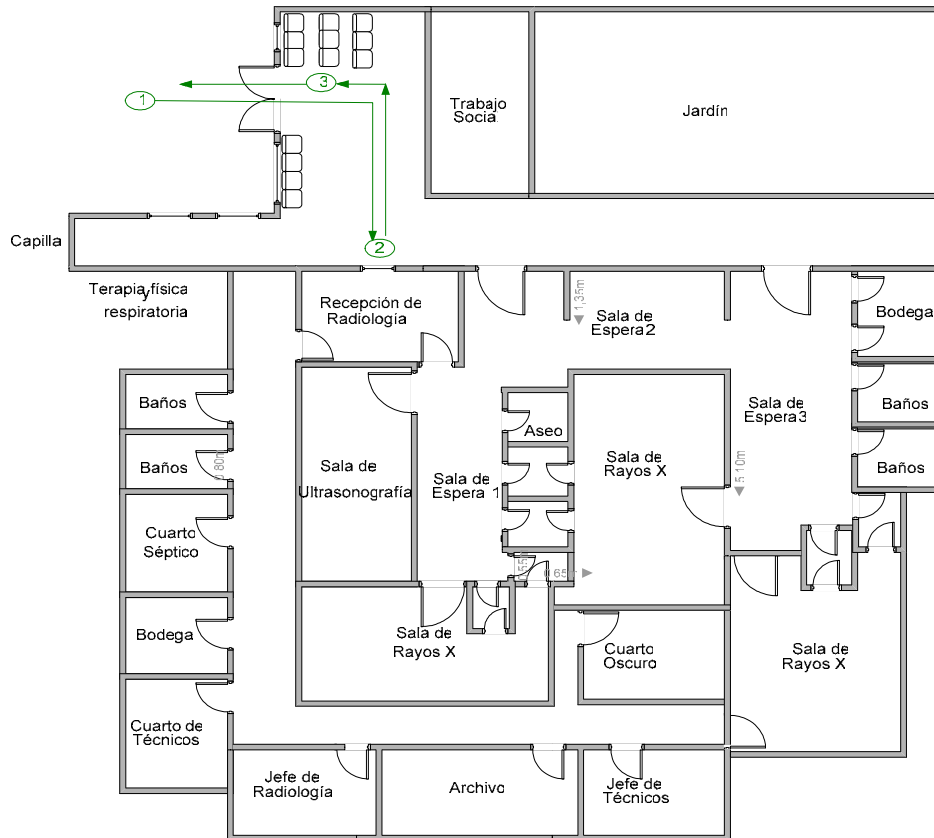 3
1
Trabajo
Social
Jardín
Capilla
2
Terapia física
y
respiratoria
Recepción de
Radiología
1,35m
Sala de
Espera2
Bodega
Baños
Aseo
Sala de
Espera3
Baños
Baños
0.80m
Sala de
Ultrasonografía
Sala de
Espera 1
Sala de
Rayos X
Baños
5.10m
Cuarto
Séptico
Bodega
Sala de
Rayos X
Cuarto
Oscuro
Sala de
Rayos X
Cuarto de
Técnicos
Jefe de
Radiología
Archivo
Jefe de
Técnicos